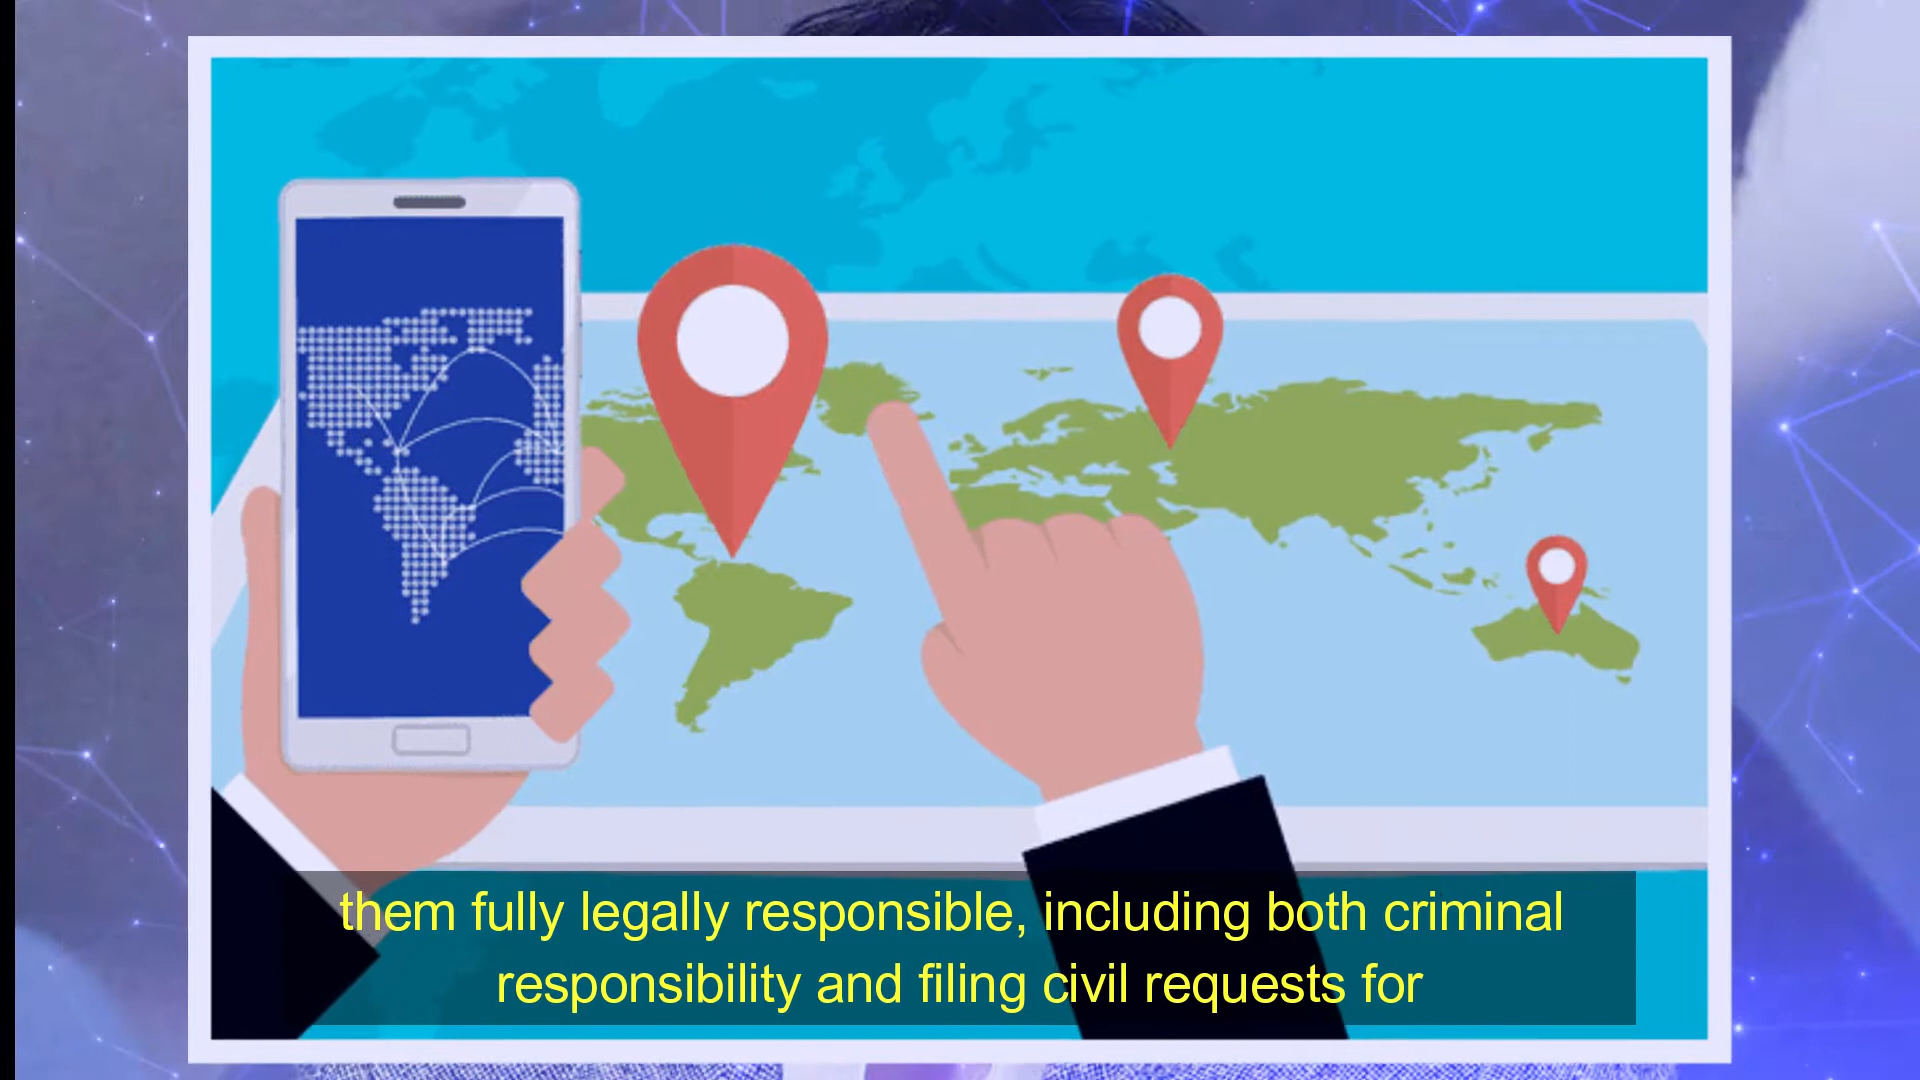 them fully legally responsible, including both criminal
responsibility and filing civil requests for